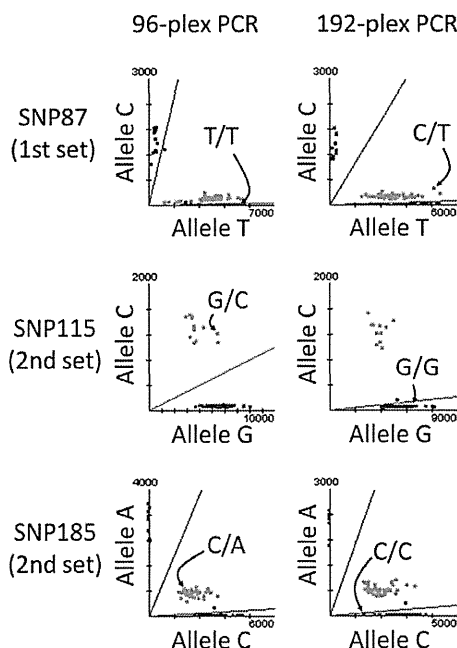 96-plex PCR 192-plex PCR
SNP87
(1st set)
3000
Allele C
T/T
7000
Allele T
3000
Allele C
C/T
6000
Allele T
SNP115
(2nd set)
2000
Allele C
G/C
10000
Allele G
2000
Allele C
G/G
9000
Allele G
SNP185
(2nd set)
4000
Allele A
C/A
6000
Allele C
3000
Allele A
C/C
5000
Allele C